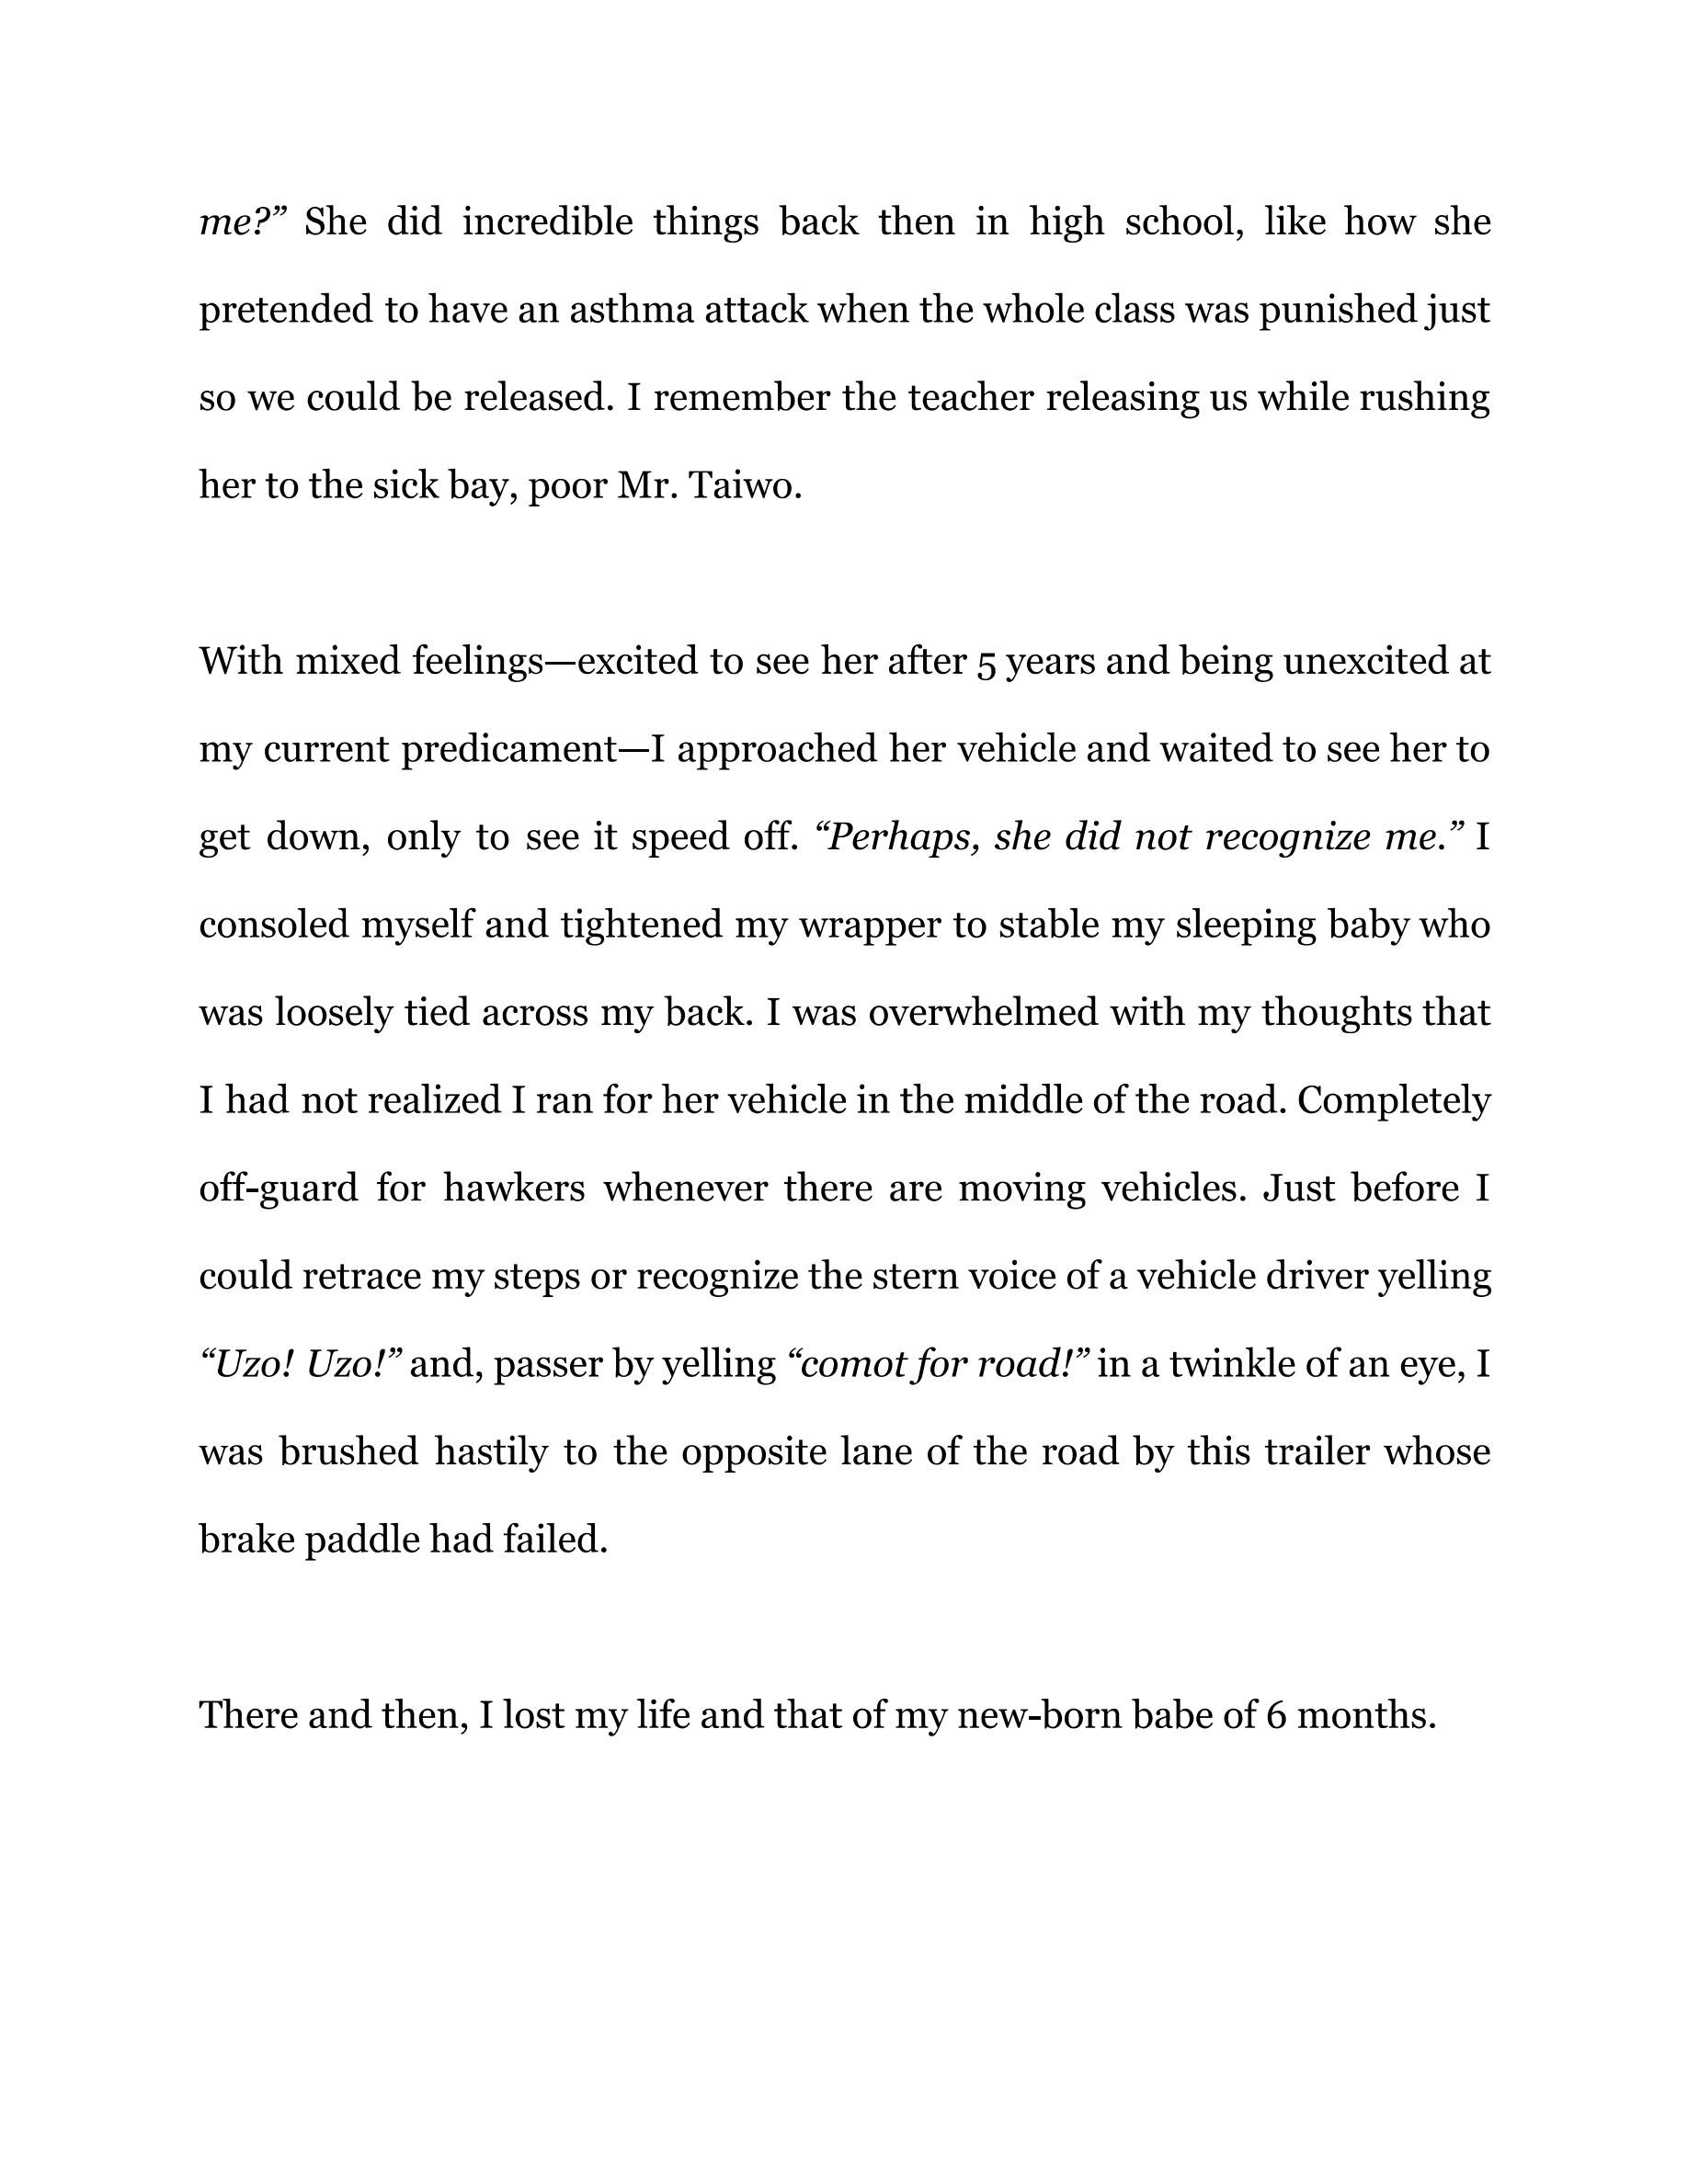 me?” She did incredible things back then in high school, like how she
pretended to have an asthma attack when the whole class was punished just
so we could be released. I remember the teacher releasing us while rushing
her to the sick bay, poor Mr. Taiwo.
With mixed feelings—excited to see her after 5 years and being unexcited at
my current predicament—I approached her vehicle and waited to see her to
get down, only to see it speed off. “Perhaps, she did not recognize me.” I
consoled myself and tightened my wrapper to stable my sleeping baby who
was loosely tied across my back. I was overwhelmed with my thoughts that
I had not realized I ran for her vehicle in the middle of the road. Completely
off-guard for hawkers whenever there are moving vehicles. Just before I
could retrace my steps or recognize the stern voice of a vehicle driver yelling
“Uzo! Uzo!” and, passer by yelling “comot for road!” in a twinkle of an eye, I
was brushed hastily to the opposite lane of the road by this trailer whose
brake paddle had failed.
There and then, I lost my life and that of my new-born babe of 6 months.